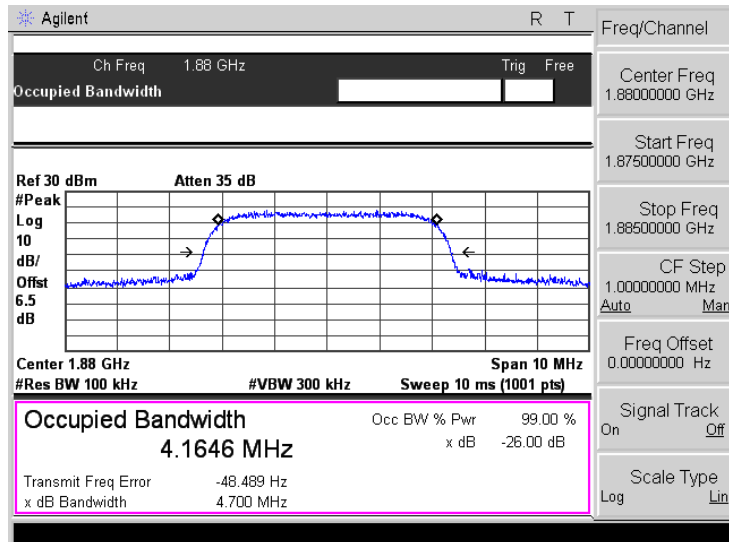 Agilent R T
Ch Freq 1.88 GHz Trig Free
Occupied Bandwidth
Ref 30 dBm Atten 35 dB
#Peak
Log
10
dB/
Offst
6.5
dB
Center 1.88 GHz Span 10 MHz
#Res BW 100 kHz #VBW 300 kHz Sweep 10 ms (1001 pts)
Occupied Bandwidth Occ BW % Pwr 99.00 %
4.1646 MHz x dB -26.00 dB
Transmit Freq Error -48.489 Hz
x dB Bandwidth 4.700 MHz
Freq/Channel
Center Freq
1.88000000 GHz
Start Freq
1.87500000 GHz
Stop Freq
1.88500000 GHz
CF Step
1.00000000 MHz
Auto Man
Freq Offset
0.00000000 Hz
Signal Track
On Off
Scale Type
Log Lin